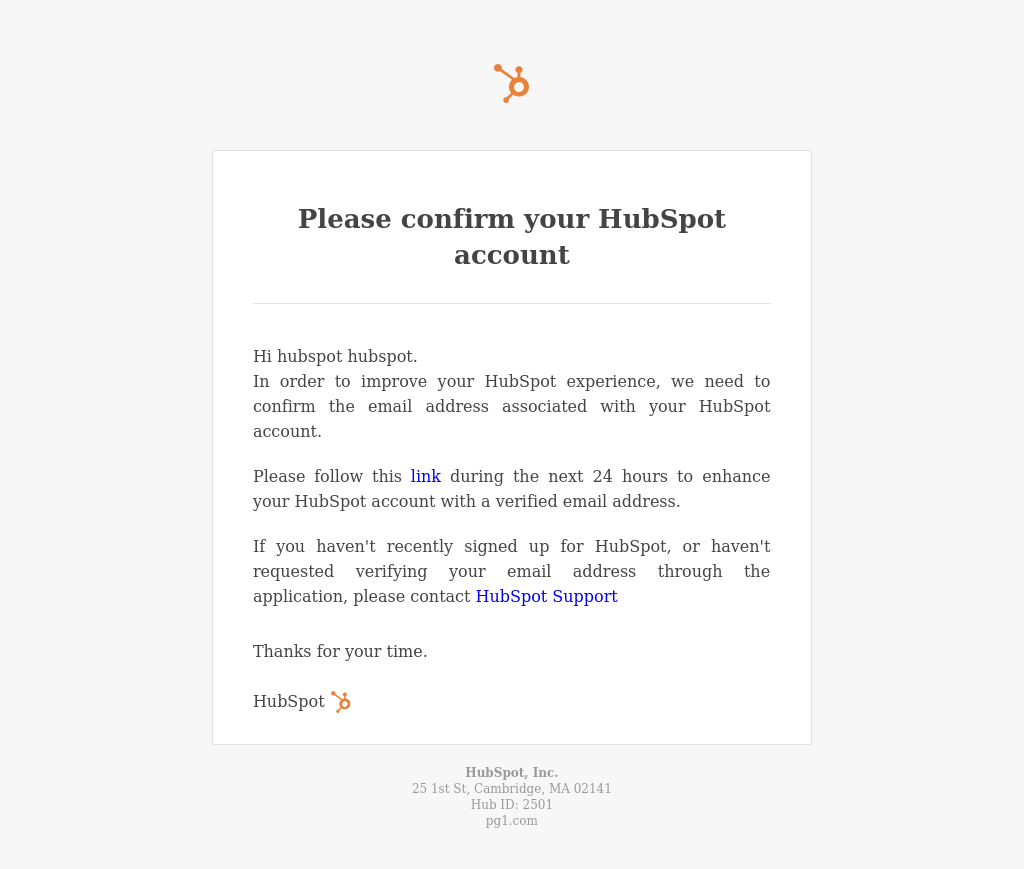 Please confirm your HubSpot
account
Hi hubspot hubspot.
In order to improve your HubSpot experience, we need to
confirm the email address associated with your HubSpot
account.
Please follow this link during the next 24 hours to enhance
your HubSpot account with a verified email address.
If you haven't recently signed up for HubSpot, or haven't
requested verifying your email address through the
application, please contact HubSpot Support
Thanks for your time.
HubSpot
HubSpot, Inc.
25 1st St, Cambridge, MA 02141
Hub ID: 2501
pg1.com